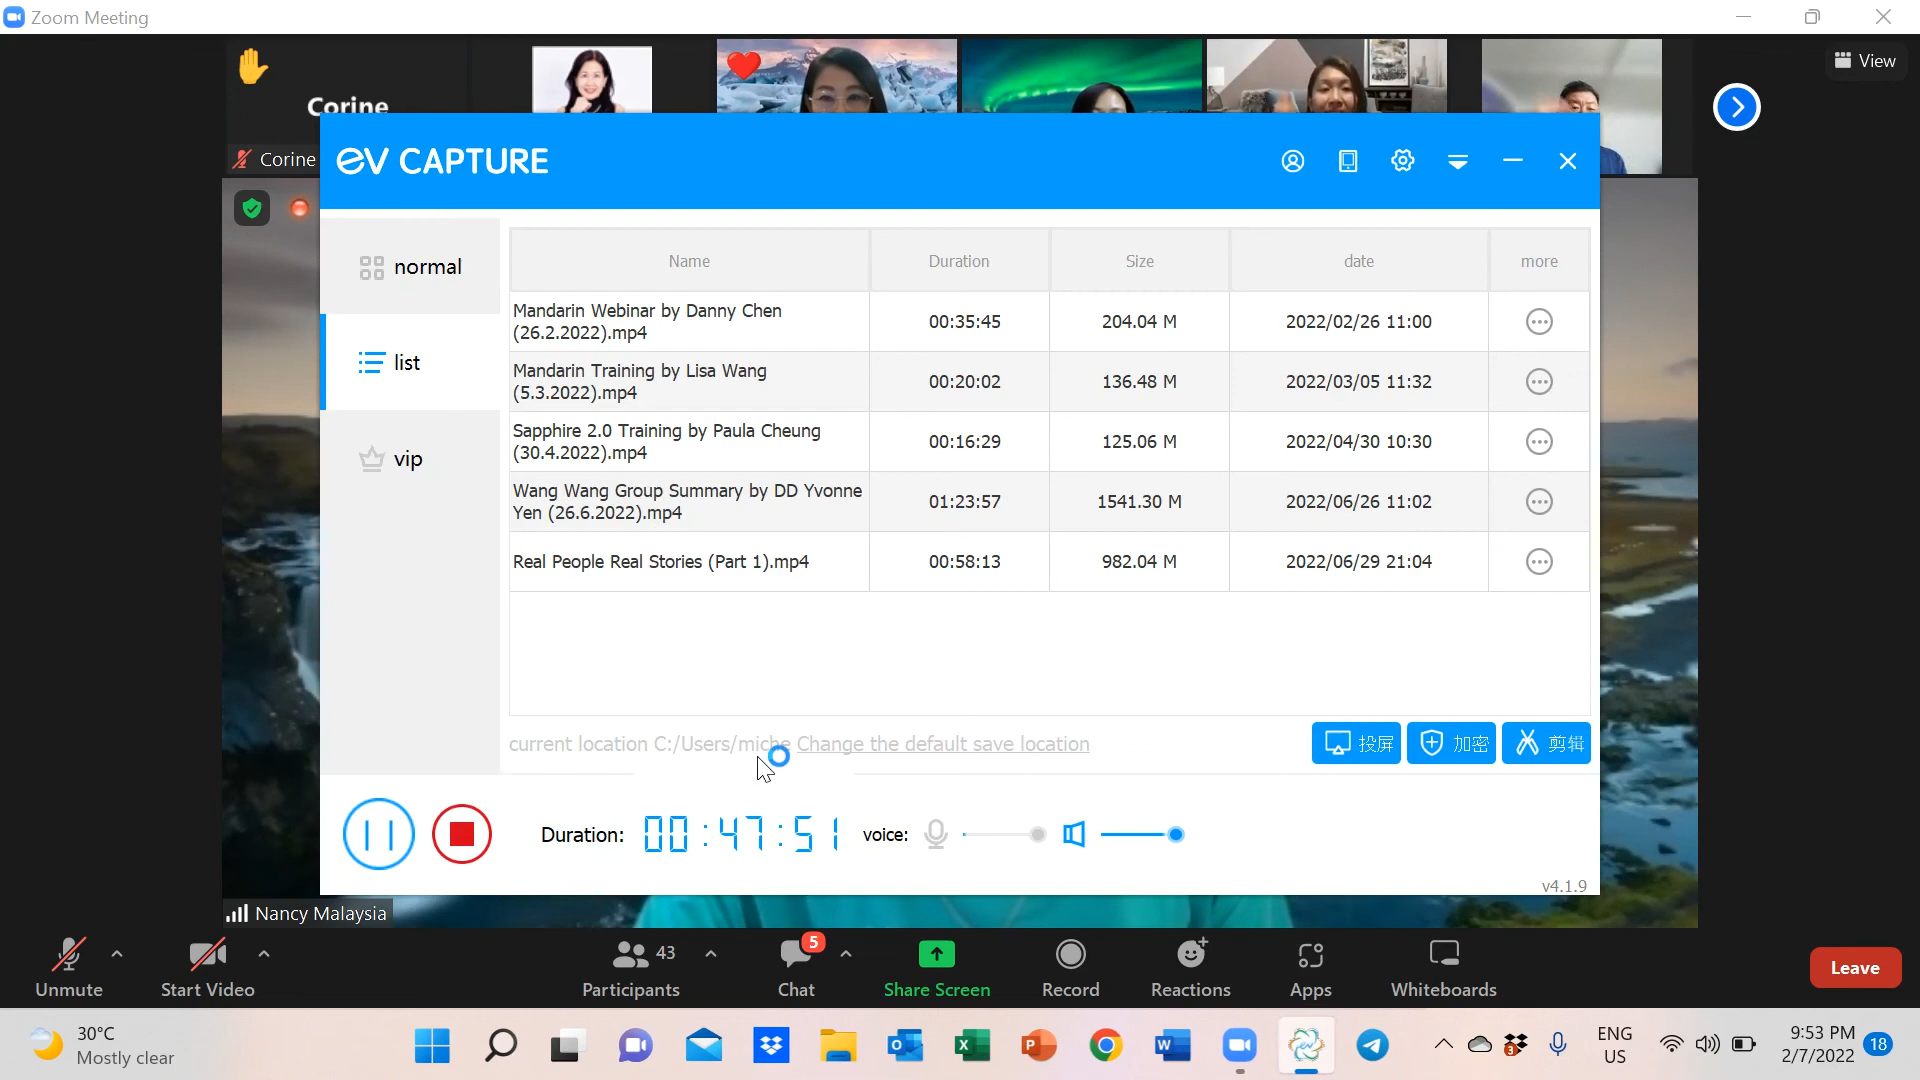 Zoom Meeting
View
Corine
Corine
ev CAPTURE
normal
list
vip
Name Duration Size date more
Mandarin Webinar by Danny Chen
(26.2.2022).mp4
00:35:45 204.04 M 2022/02/26 11:00
Mandarin Training by Lisa Wang
(5.3.2022).mp4
00:20:02 136.48 M 2022/03/05 11:32
Sapphire 2.0 Training by Paula Cheung
(30.4.2022).mp4
00:16:29 125.06 M 2022/04/30 10:30
Wang Wang Group Summary by DD Yvonne
Yen (26.6.2022).mp4
01:23:57 1541.30 M 2022/06/26 11:02
Real People Real Stories (Part 1).mp4 00:58:13 982.04 M 2022/06/29 21:04
current location C:/Users/miche Change the default save location
投屏 加密 剪辑
Duration: 00:47:51 voice:
v4.1.9
Nancy Malaysia
43 5
Unmute Start Video Participants Chat Share Screen Record Reactions Apps Whiteboards
Leave
30°C
Mostly clear
ENG
US
3
9:53 PM
2/7/2022
18